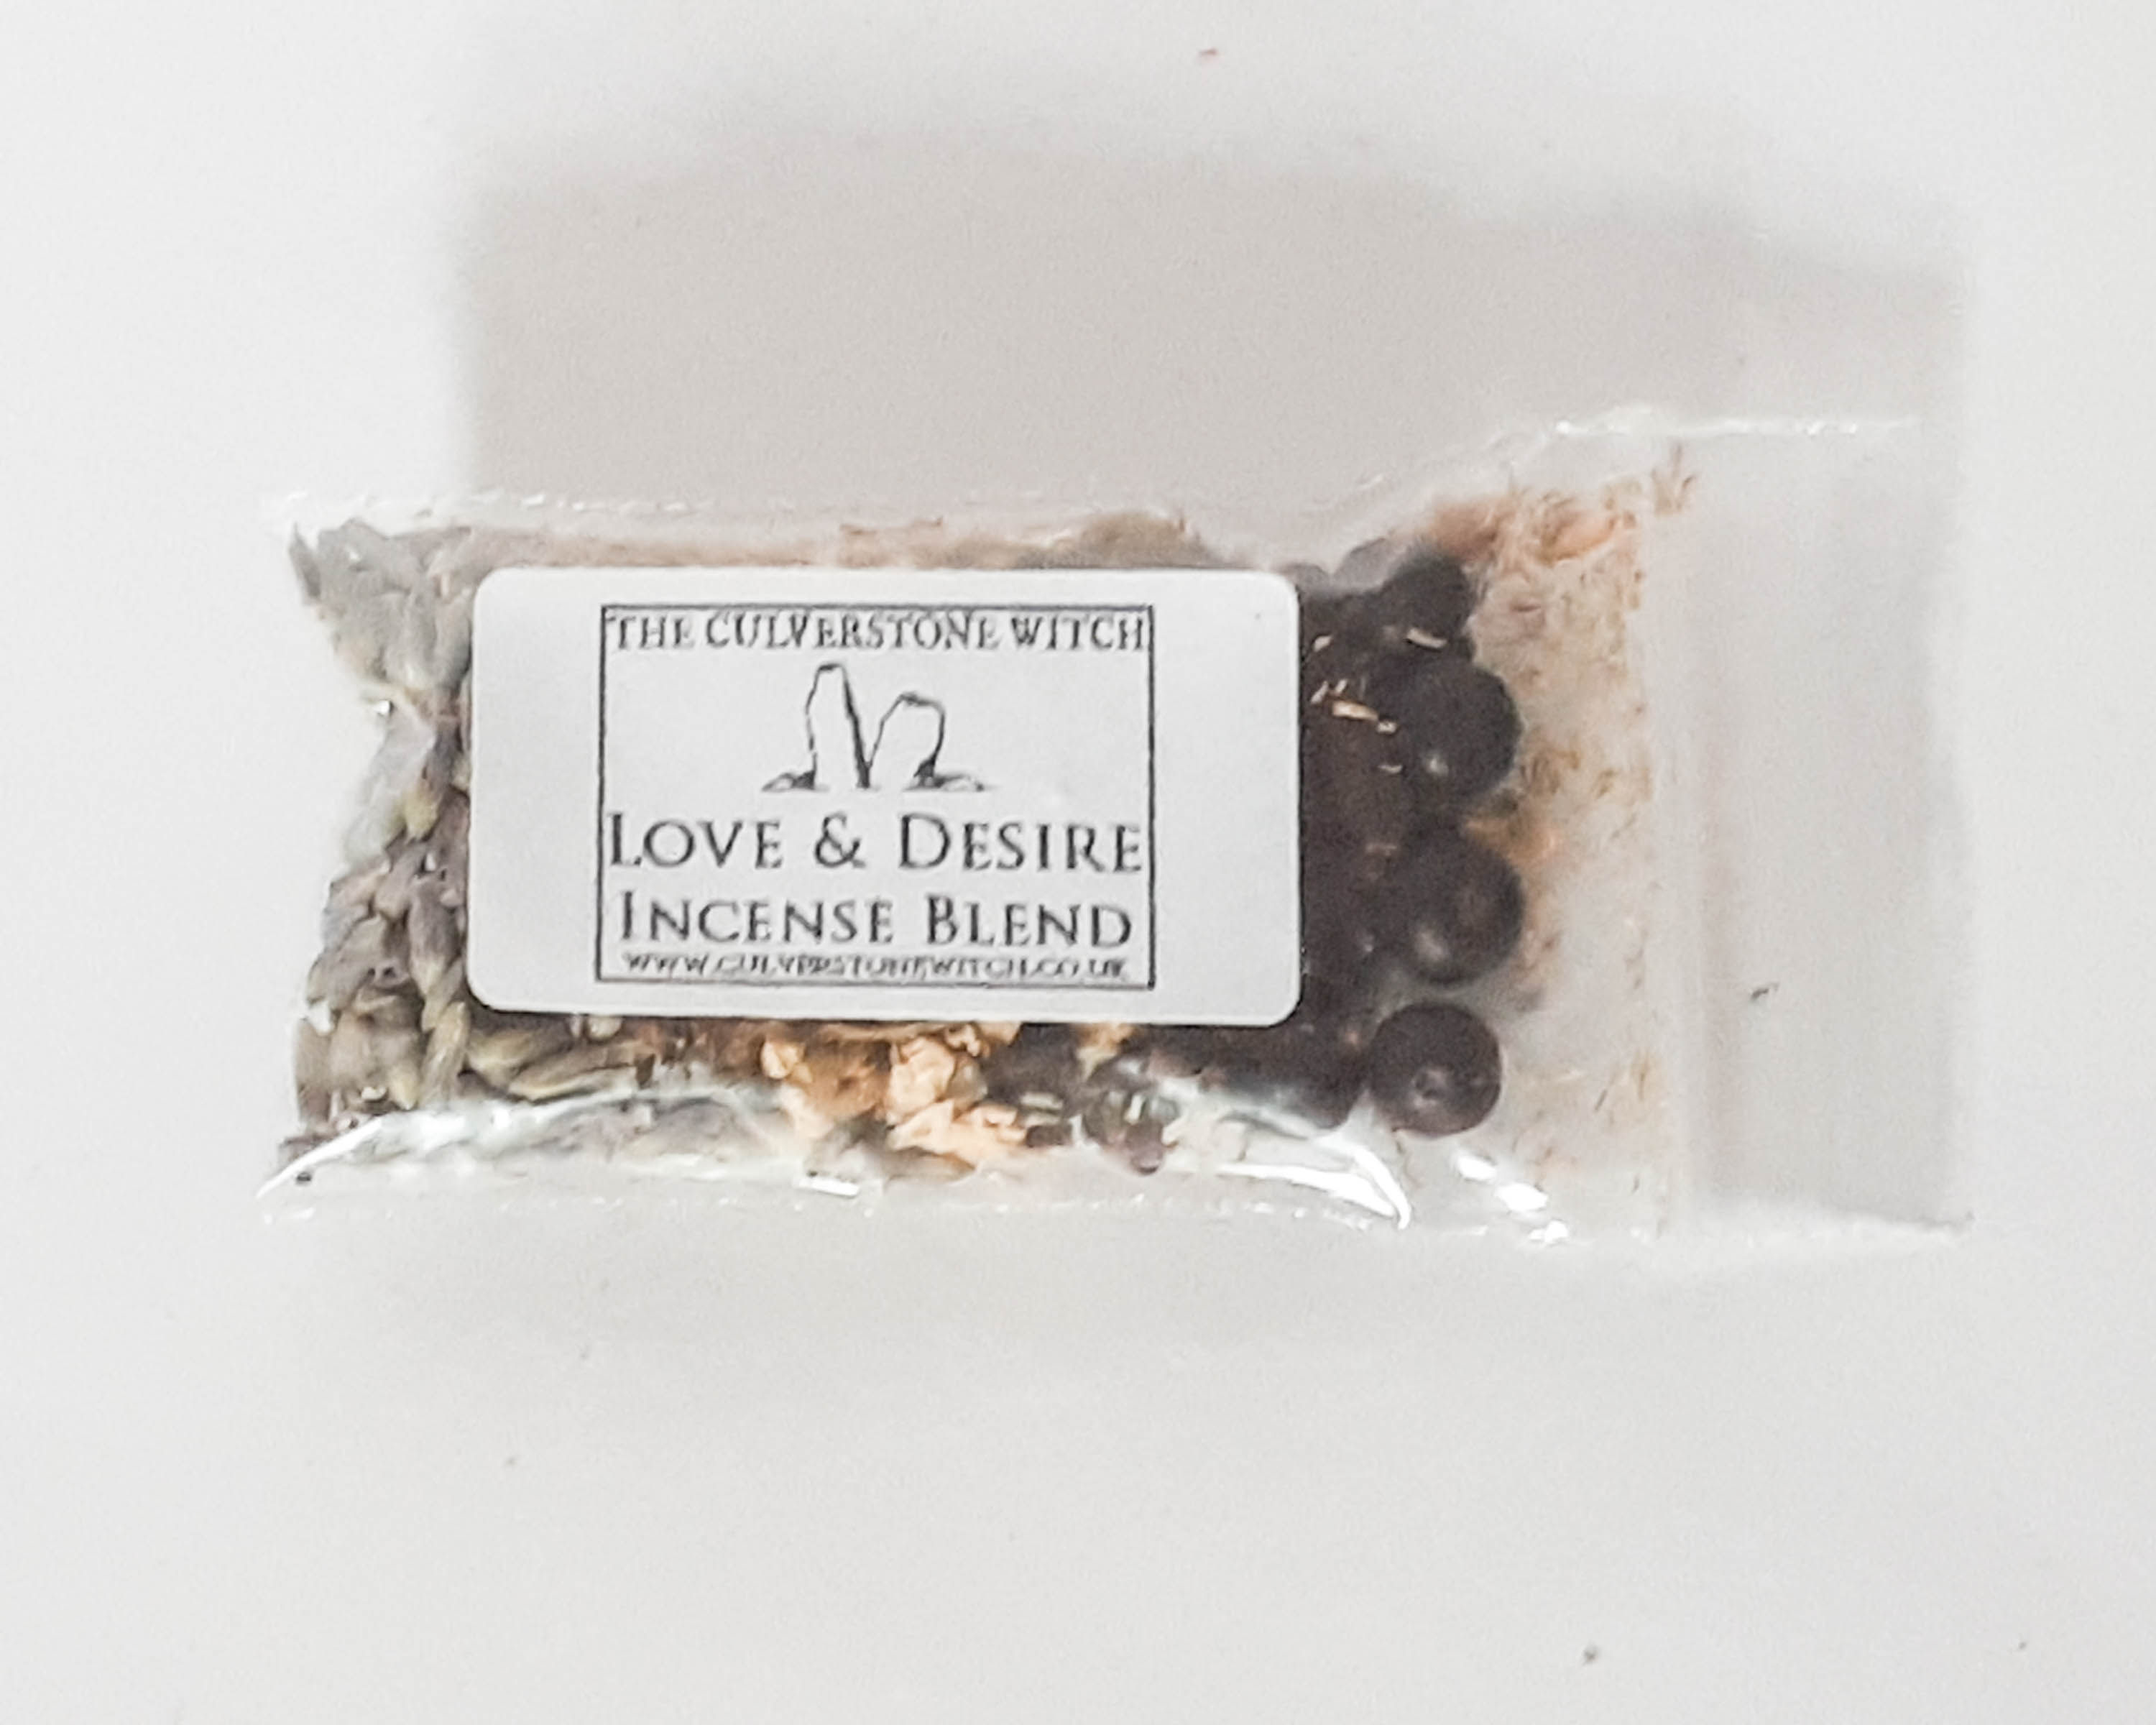 THE CULVERSTONE WITCH
LOVE & DESIRE
INCENSE BLEND
WWW.CULVERSTONEWITCH.CO.UK